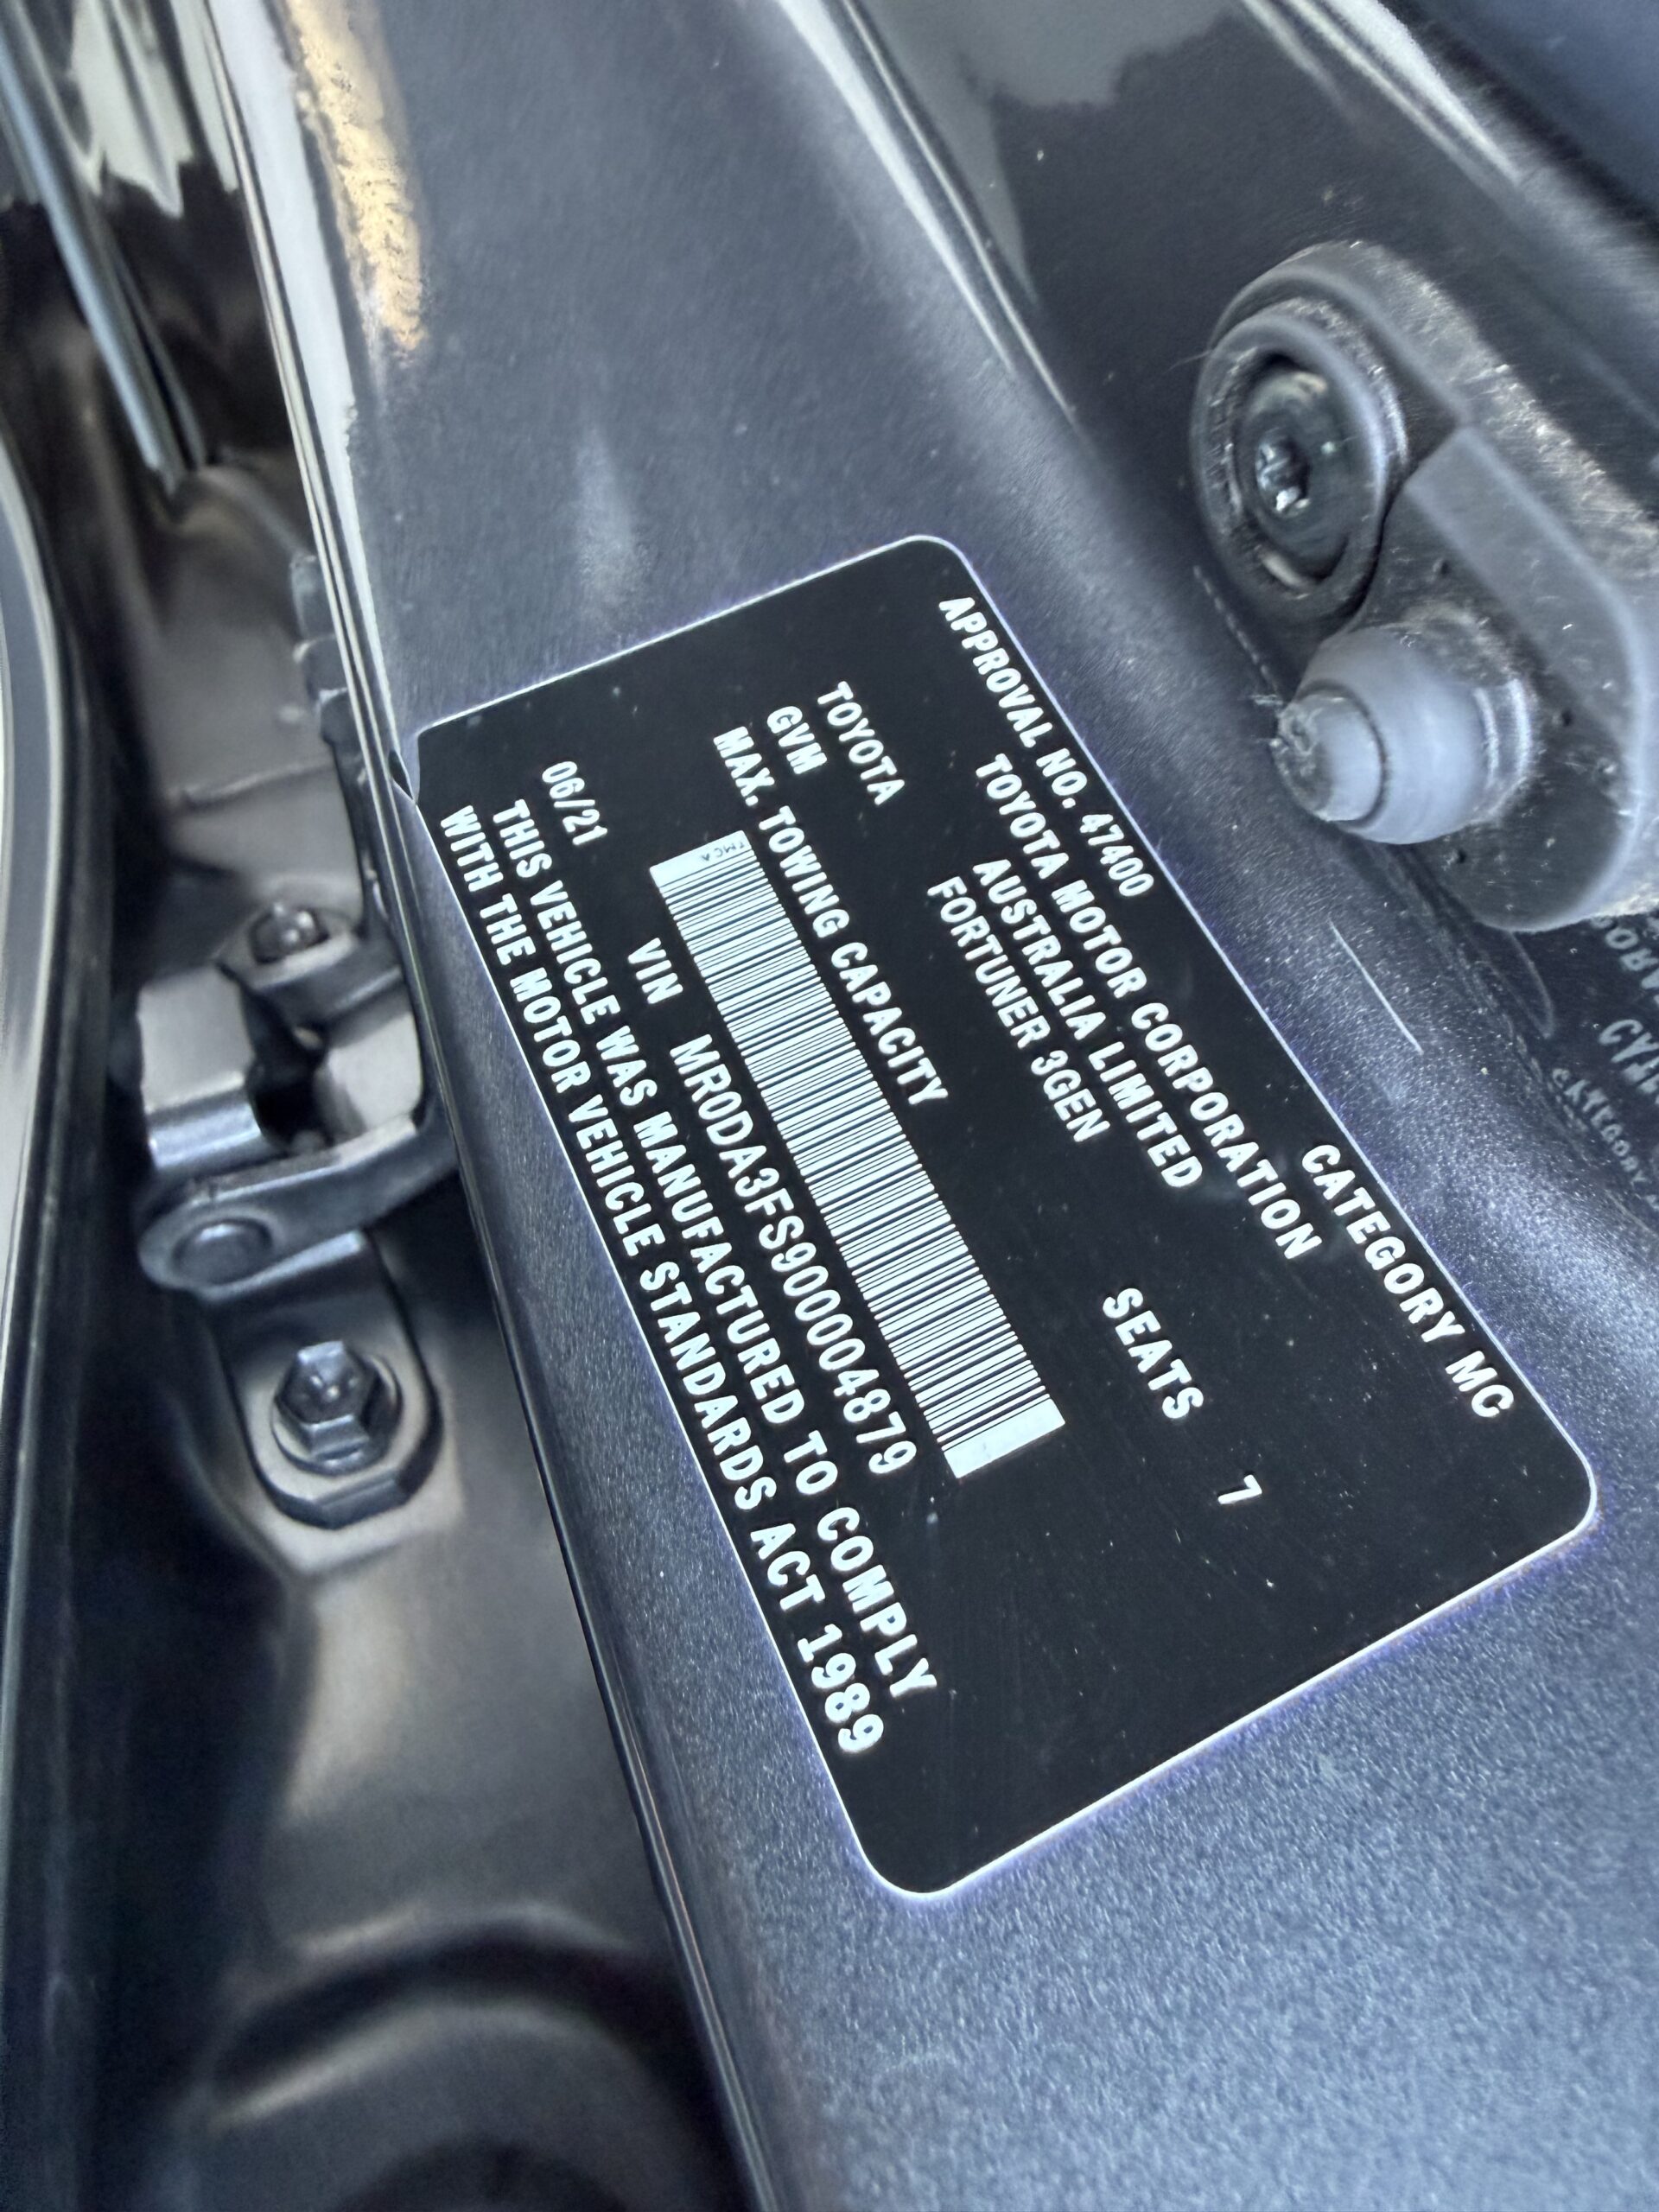 APPROVAL NO. 47400 CATEGORY MC
TOYOTA MOTOR CORPORATION
AUSTRALIA LIMITED
TOYOTA FORTUNER 3GEN SEATS 7
GVM
MAX. TOWING CAPACITY
TMCA
VIN MR0DA3FS900004879
06/21
THIS VEHICLE WAS MANUFACTURED TO COMPLY
WITH THE MOTOR VEHICLE STANDARDS ACT 1989